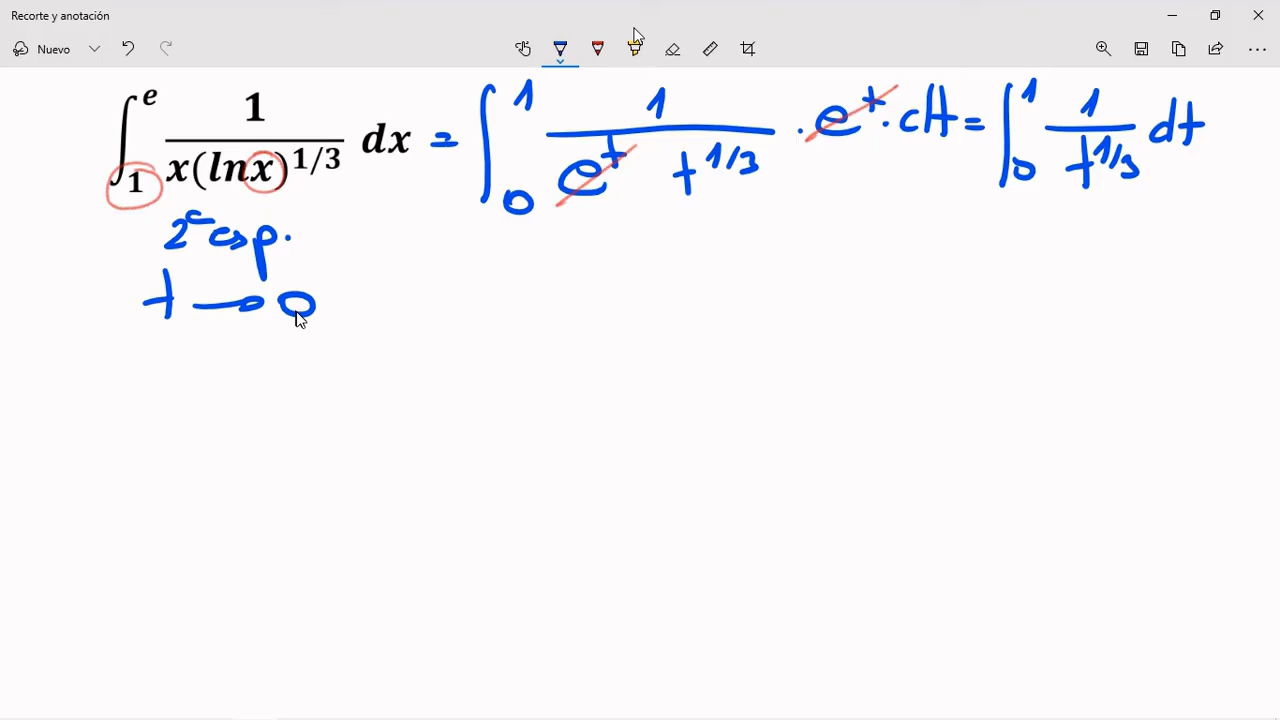 Recorte y anotación
Nuevo
∫₁ᵉ 1/(x(lnx)^{1/3}) dx = ∫₀¹ 1/(e^t t^{1/3}) · e^t · dt = ∫₀¹ 1/t^{1/3} dt
2ᶜ esp.
t → 0